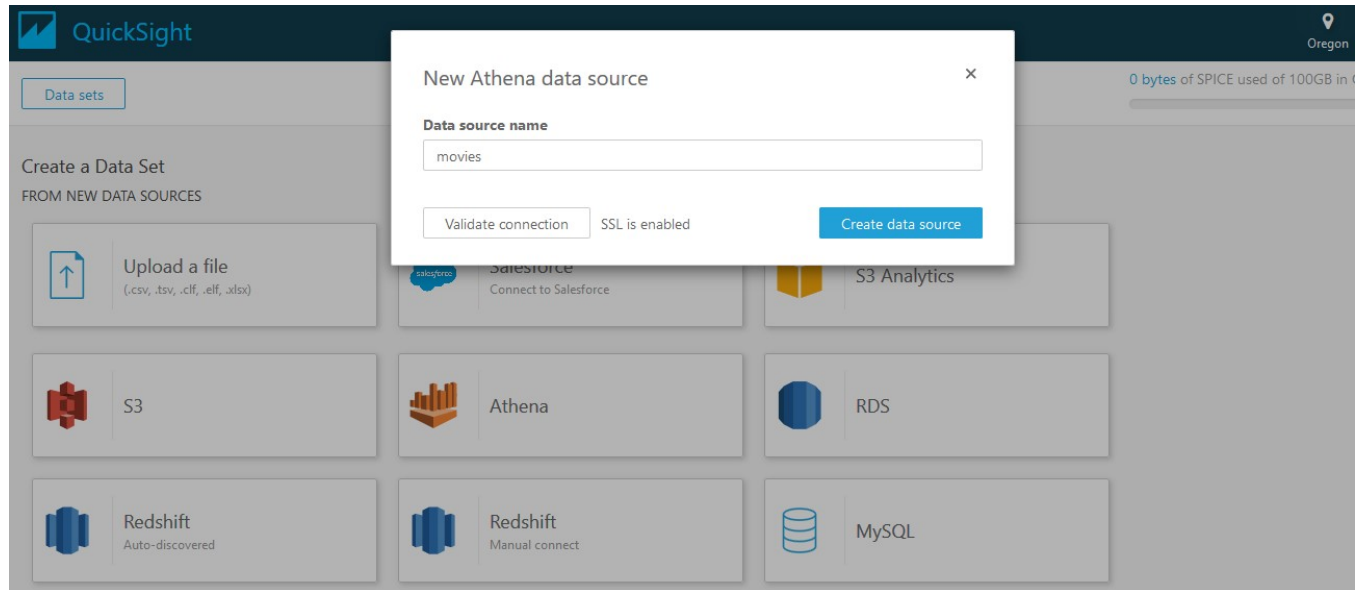 QuickSight
Oregon
New Athena data source
×
Data sets
0 bytes of SPICE used of 100GB in
Data source name
movies
Create a Data Set
FROM NEW DATA SOURCES
Validate connection
SSL is enabled
Create data source
Upload a file
(.csv, .tsv, .clf, .elf, .xlsx)
salesforce
Salesforce
Connect to Salesforce
S3 Analytics
S3
Athena
RDS
Redshift
Auto-discovered
Redshift
Manual connect
MySQL